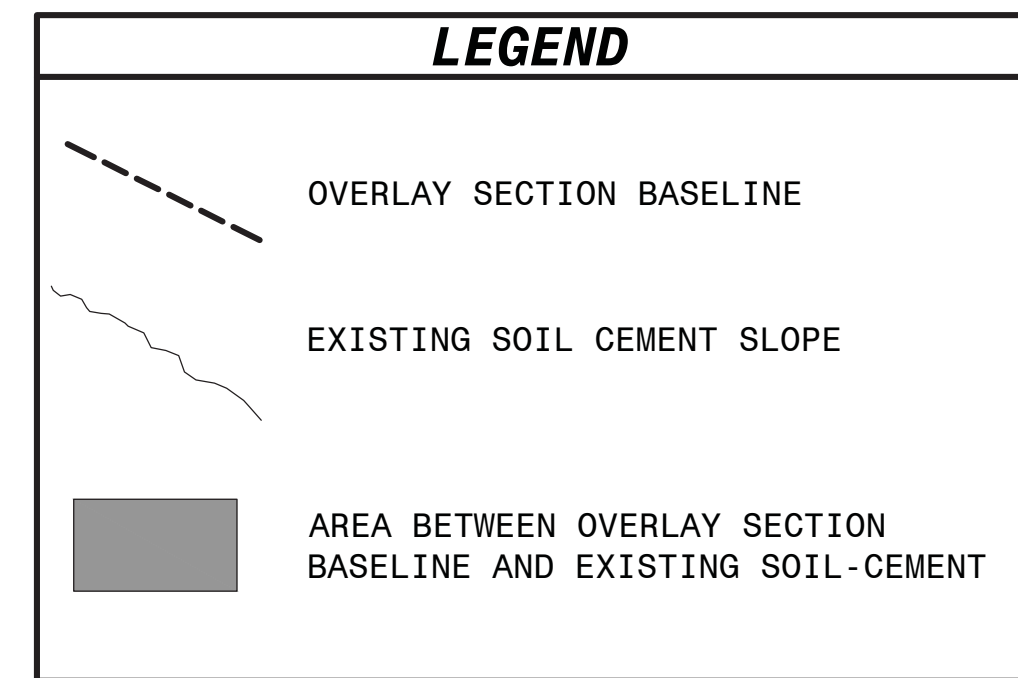 LEGEND
OVERLAY SECTION BASELINE
EXISTING SOIL CEMENT SLOPE
AREA BETWEEN OVERLAY SECTION
BASELINE AND EXISTING SOIL-CEMENT